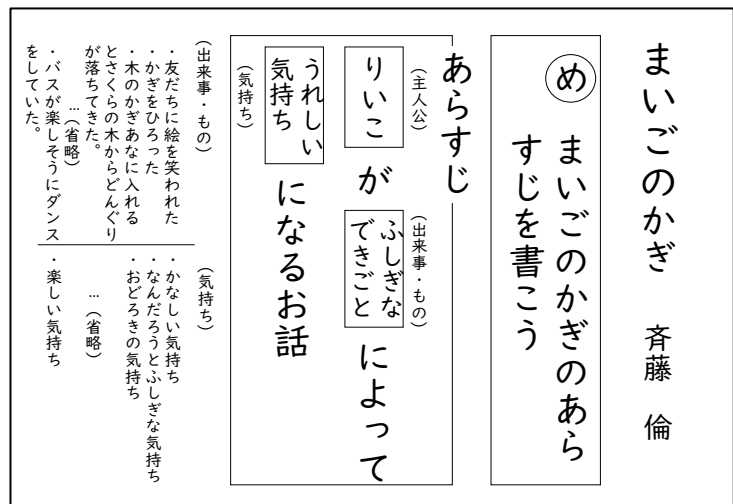 まいごのかぎ　斉藤　倫
め　まいごのかぎのあら
すじを書こう
あらすじ
(主人公)
りいこ が
(出来事・もの)
ふしぎな
できごと によって
うれしい
気持ち になるお話
(気持ち)
(出来事・もの)
・友だちに絵を笑われた
・かぎをひろった
・木のかぎあなに入れる
とさくらの木からどんぐり
が落ちてきた。
…(省略)
・バスが楽しそうにダンス
をしていた。
(気持ち)
・かなしい気持ち
・なんだろうとふしぎな気持ち
・おどろきの気持ち
…(省略)
・楽しい気持ち